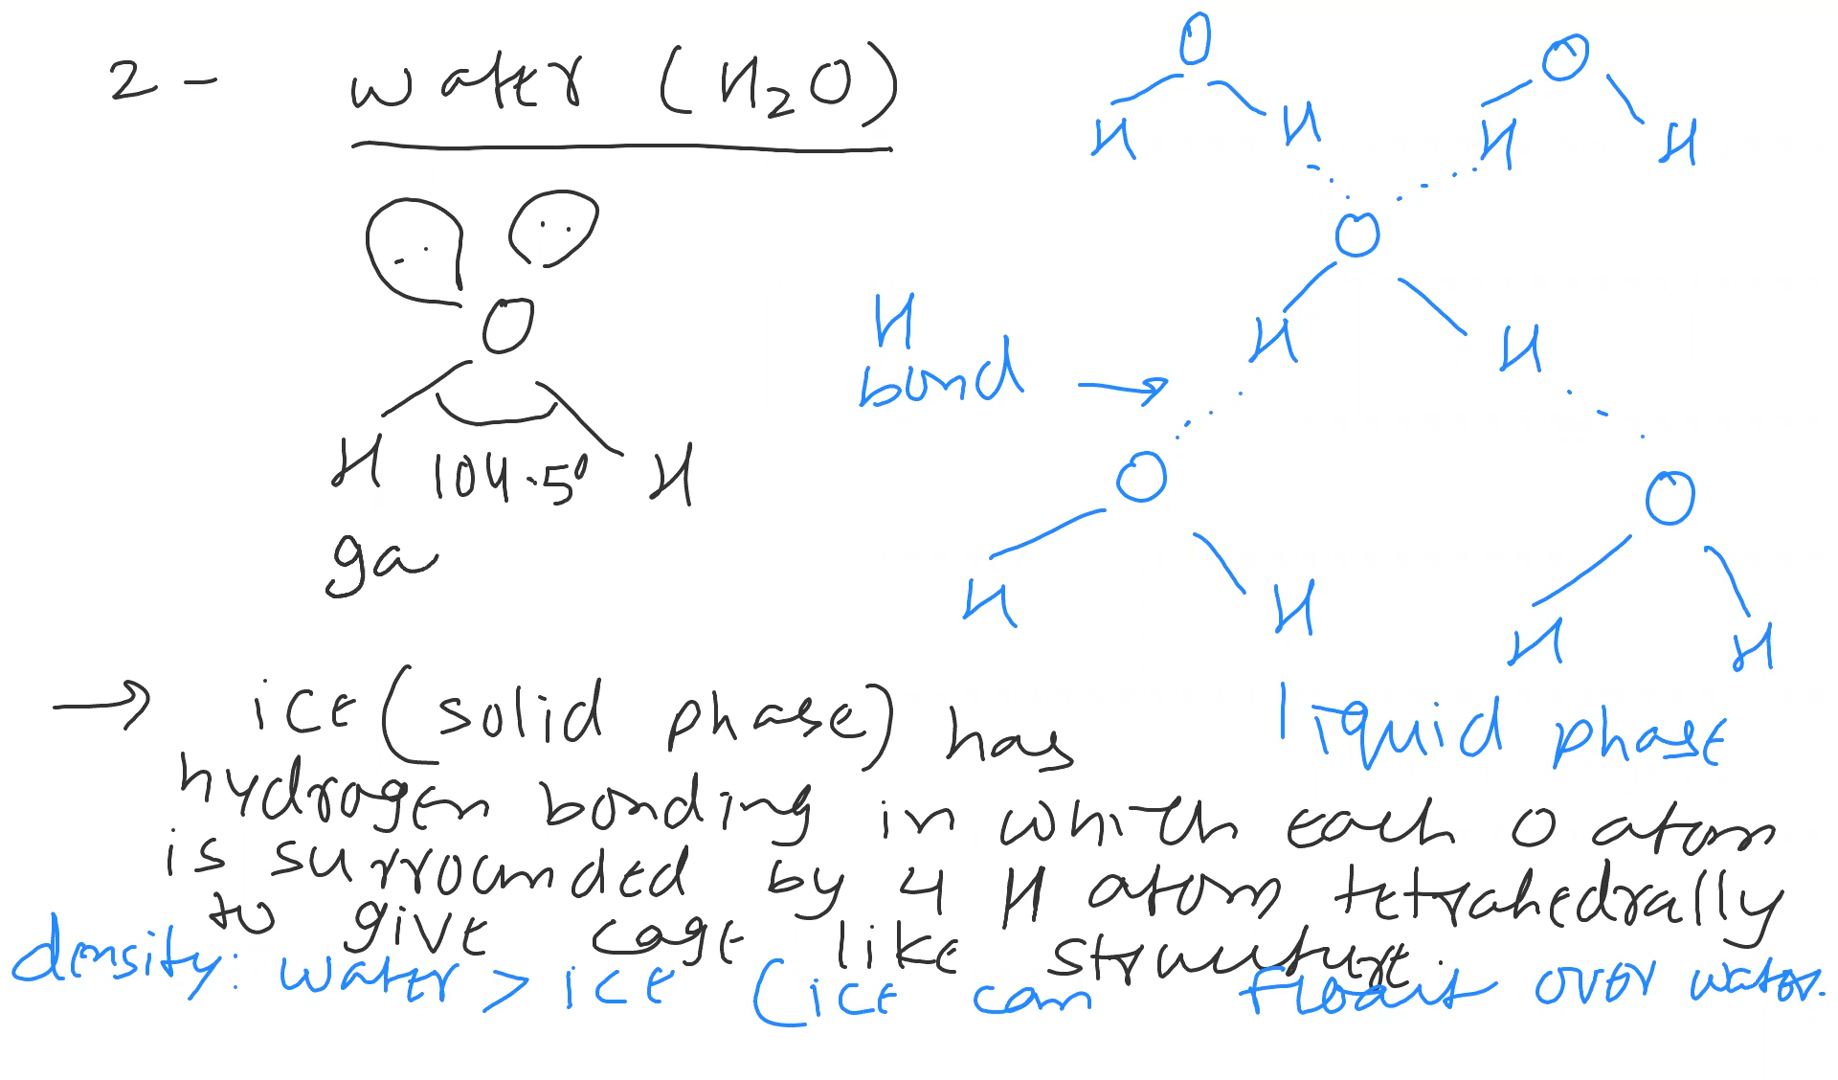 2 - water (H2O)
O
H H
O
H H
O
O
H H
104.5°
ga
H
bond →
H H
O
H H
O
H H
→ ice (solid phase) has
liquid phase
hydrogen bonding in which each O atom
is surrounded by 4 H atom tetrahedrally
to give cage like structure.
density: water > ice (ice can float over water.